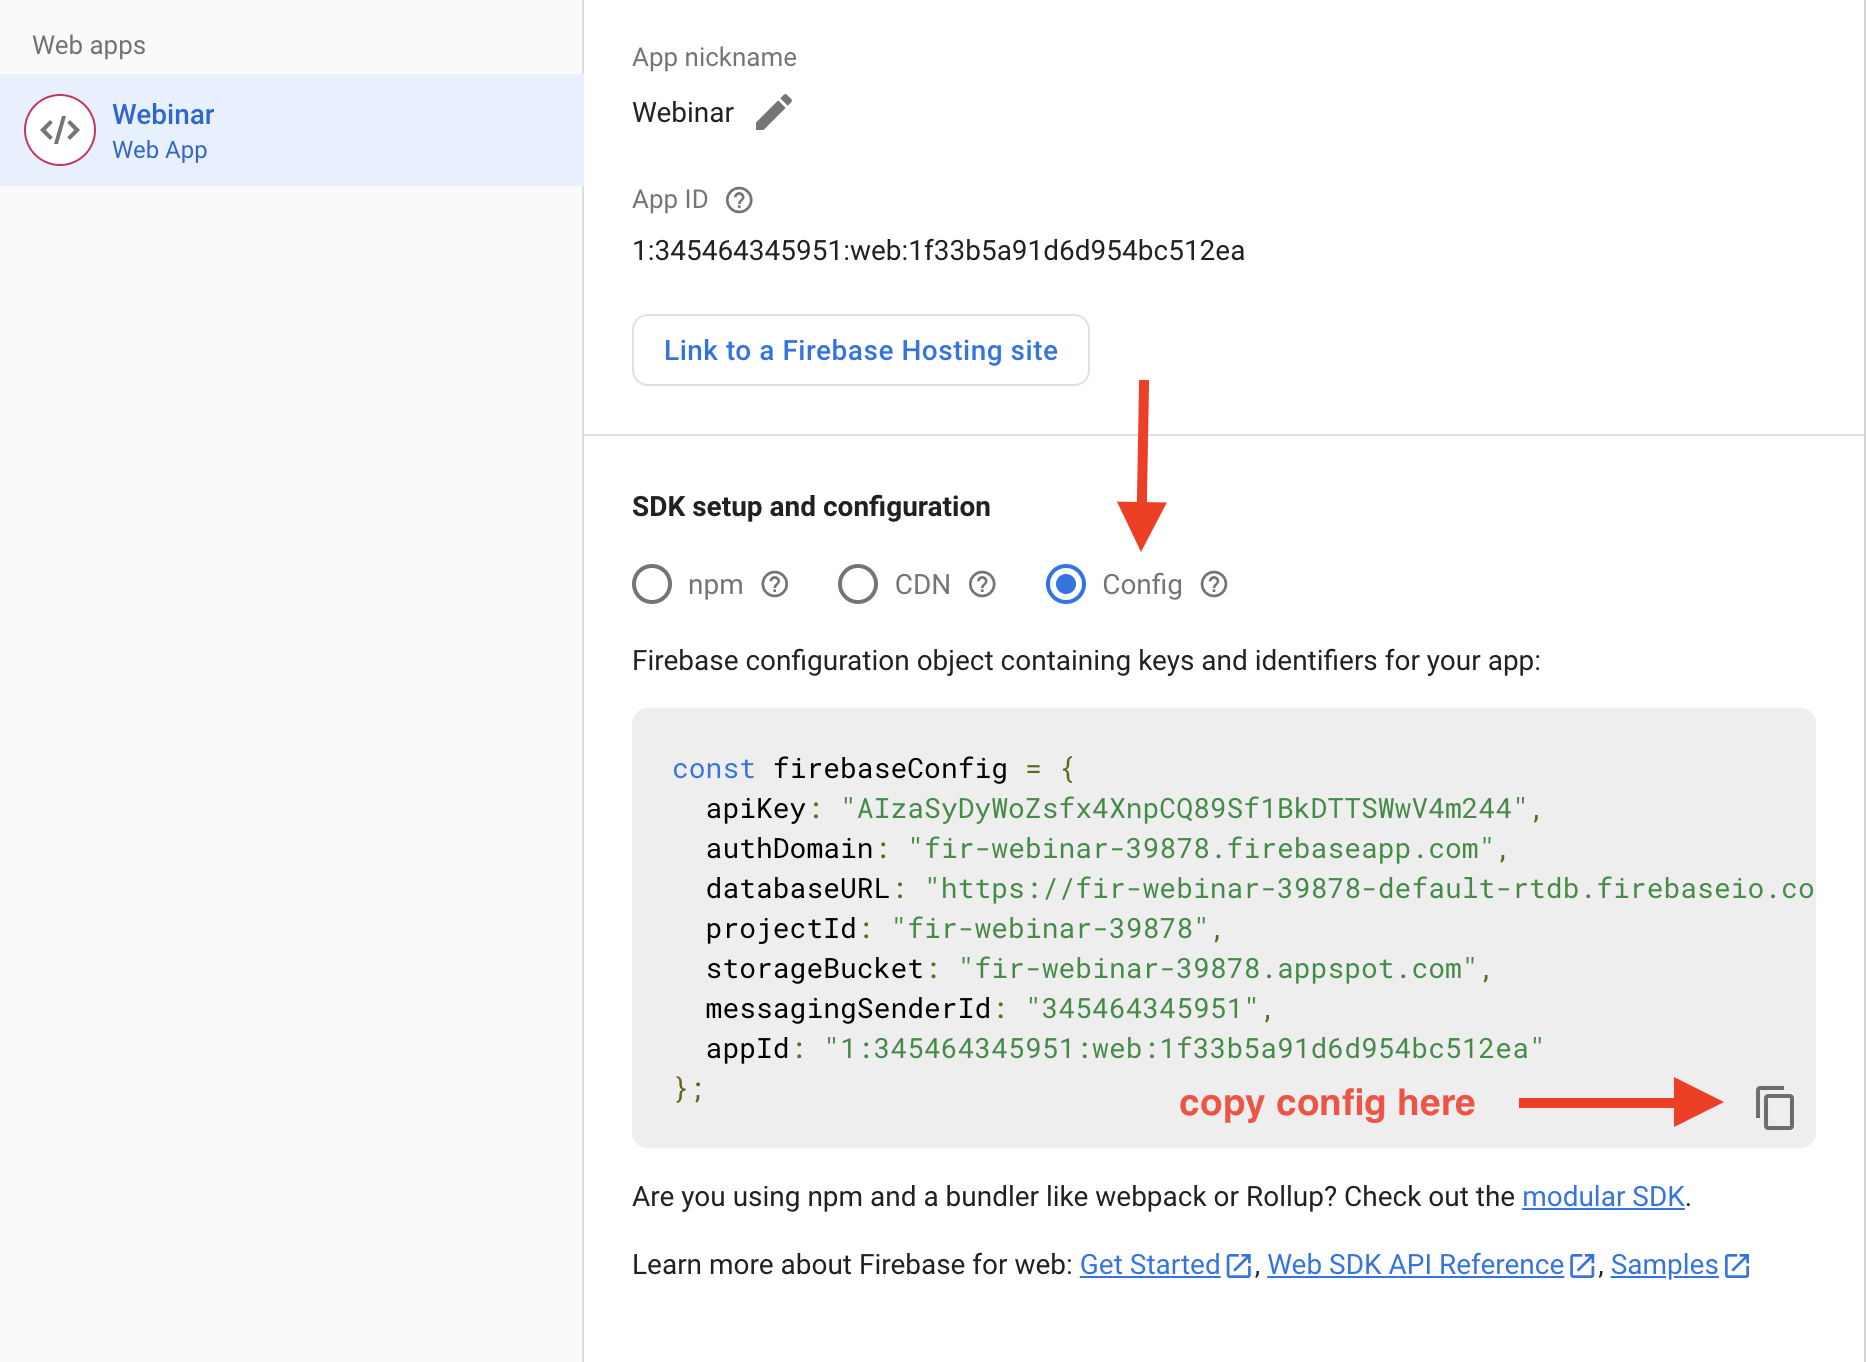 Web apps
</>
Webinar
Web App
App nickname
Webinar
App ID
1:345464345951:web:1f33b5a91d6d954bc512ea
Link to a Firebase Hosting site
SDK setup and configuration
npm CDN Config
Firebase configuration object containing keys and identifiers for your app:
const firebaseConfig = {
apiKey: "AIzaSyDyWoZsfx4XnpCQ89Sf1BkDTTSWwV4m244",
authDomain: "fir-webinar-39878.firebaseapp.com",
databaseURL: "https://fir-webinar-39878-default-rtdb.firebaseio.co
projectId: "fir-webinar-39878",
storageBucket: "fir-webinar-39878.appspot.com",
messagingSenderId: "345464345951",
appId: "1:345464345951:web:1f33b5a91d6d954bc512ea"
};
copy config here
Are you using npm and a bundler like webpack or Rollup? Check out the modular SDK.
Learn more about Firebase for web: Get Started, Web SDK API Reference, Samples